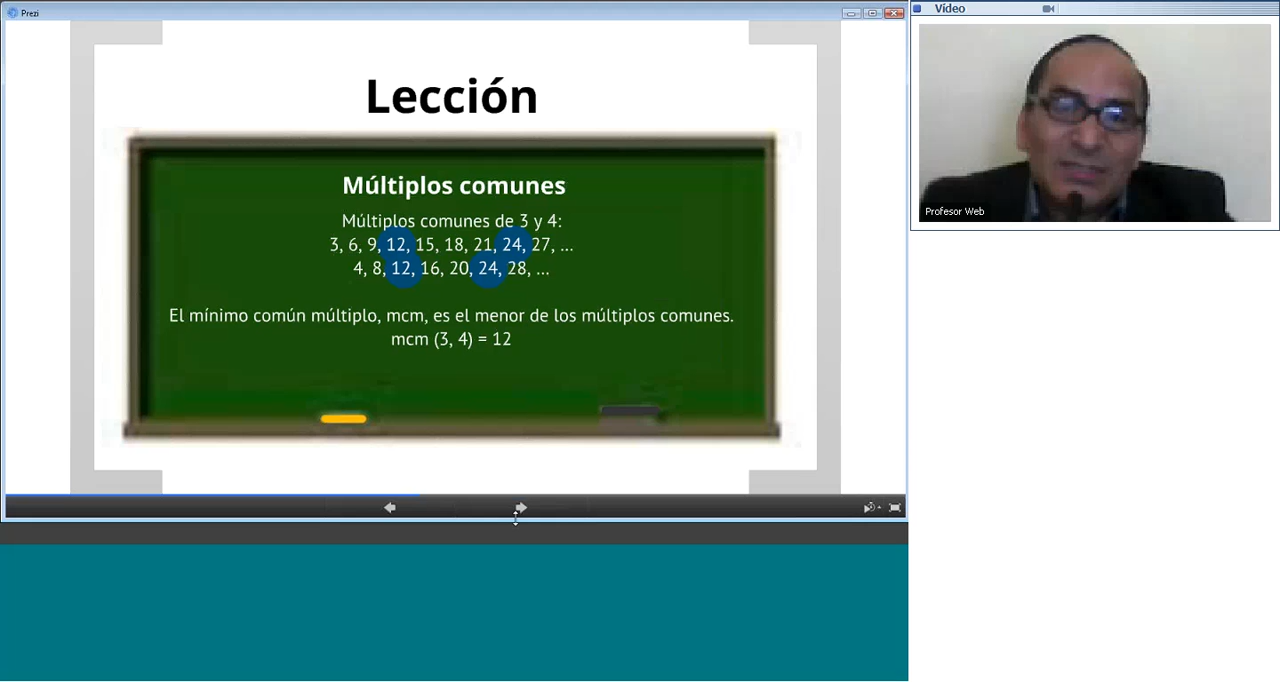 Prezi
Vídeo
Lección
Múltiplos comunes
Múltiplos comunes de 3 y 4:
3, 6, 9, 12, 15, 18, 21, 24, 27, ...
4, 8, 12, 16, 20, 24, 28, ...
El mínimo común múltiplo, mcm, es el menor de los múltiplos comunes.
mcm (3, 4) = 12
Profesor Web